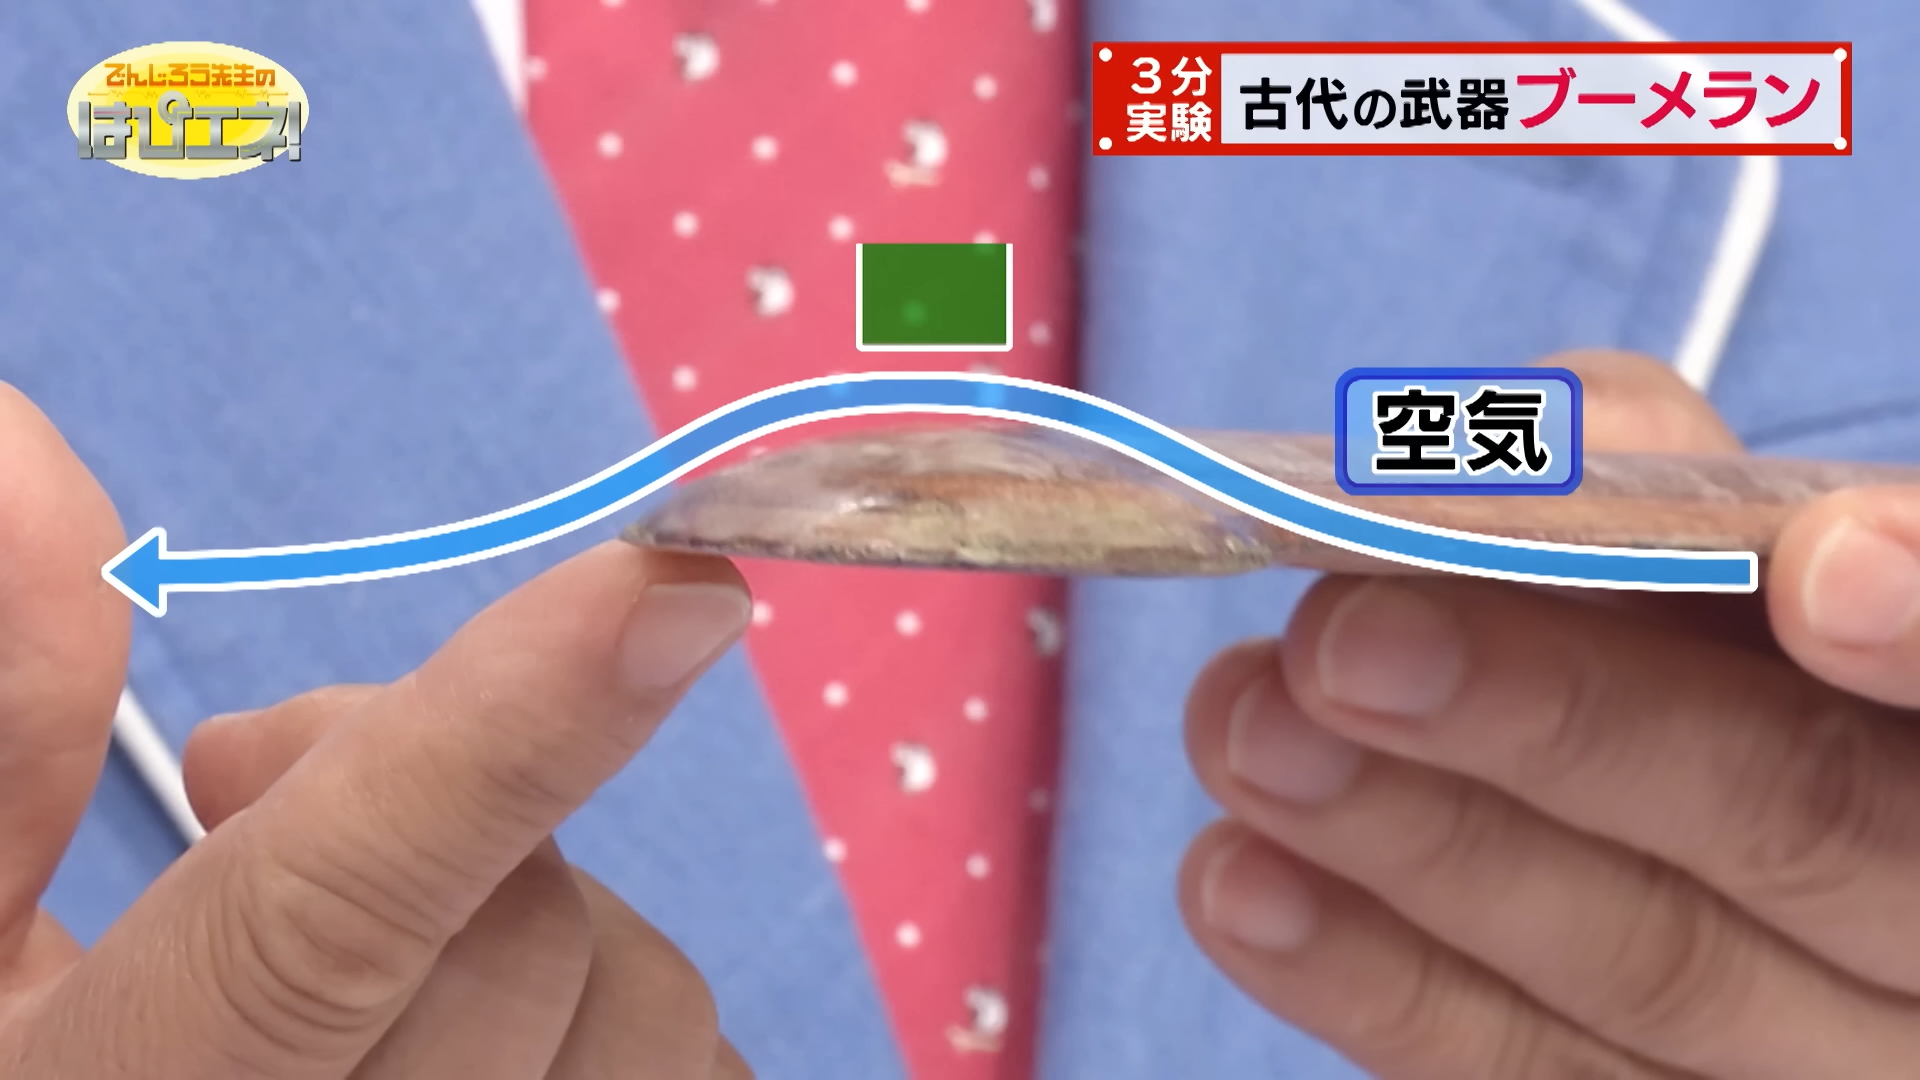 でんじろう先生の
はぴエネ!
3分
実験
古代の武器ブーメラン
空気